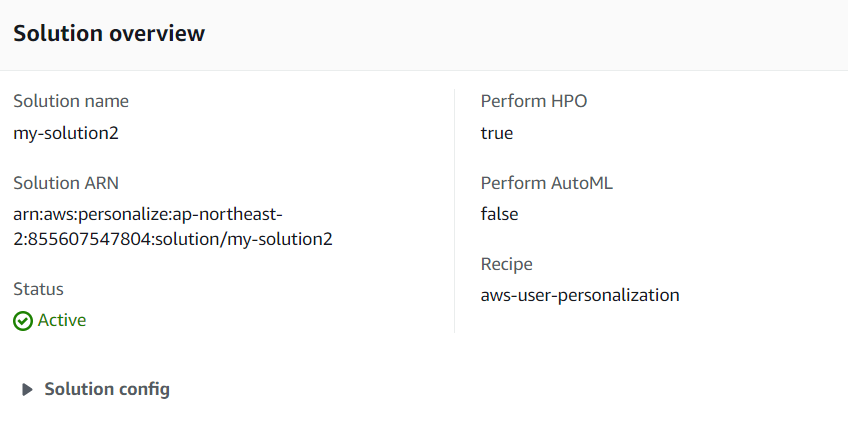 Solution overview
Solution name
my-solution2
Solution ARN
arn:aws:personalize:ap-northeast-
2:855607547804:solution/my-solution2
Status
Active
Perform HPO
true
Perform AutoML
false
Recipe
aws-user-personalization
Solution config